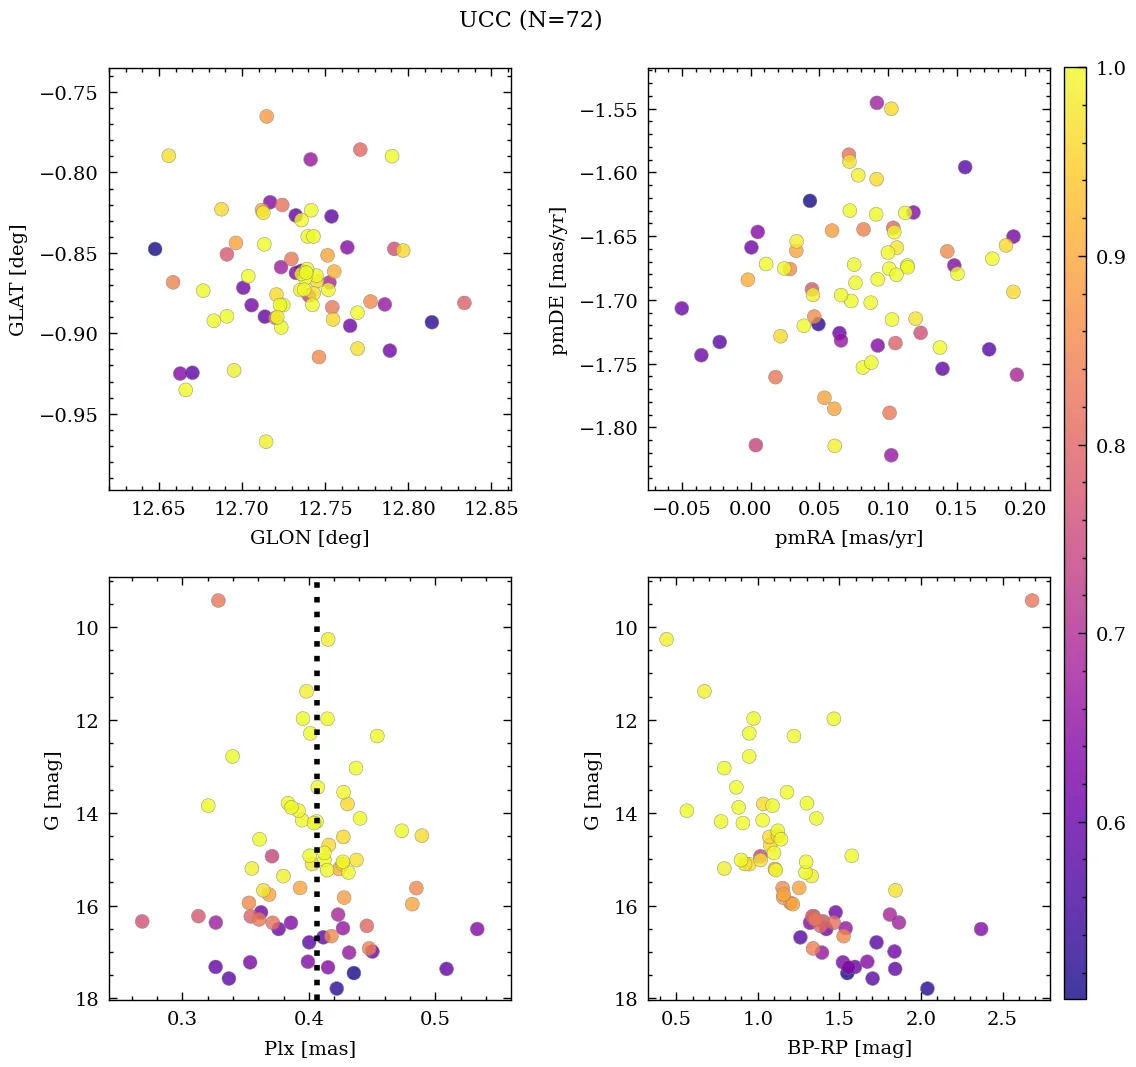 UCC (N=72)
−0.75
−0.80
−0.85
−0.90
−0.95
GLAT [deg]
12.65 12.70 12.75 12.80 12.85
GLON [deg]
−1.55
−1.60
−1.65
−1.70
−1.75
−1.80
pmDE [mas/yr]
−0.05 0.00 0.05 0.10 0.15 0.20
pmRA [mas/yr]
10
12
14
16
18
G [mag]
0.3 0.4 0.5
Plx [mas]
10
12
14
16
18
G [mag]
0.5 1.0 1.5 2.0 2.5
BP-RP [mag]
1.0
0.9
0.8
0.7
0.6